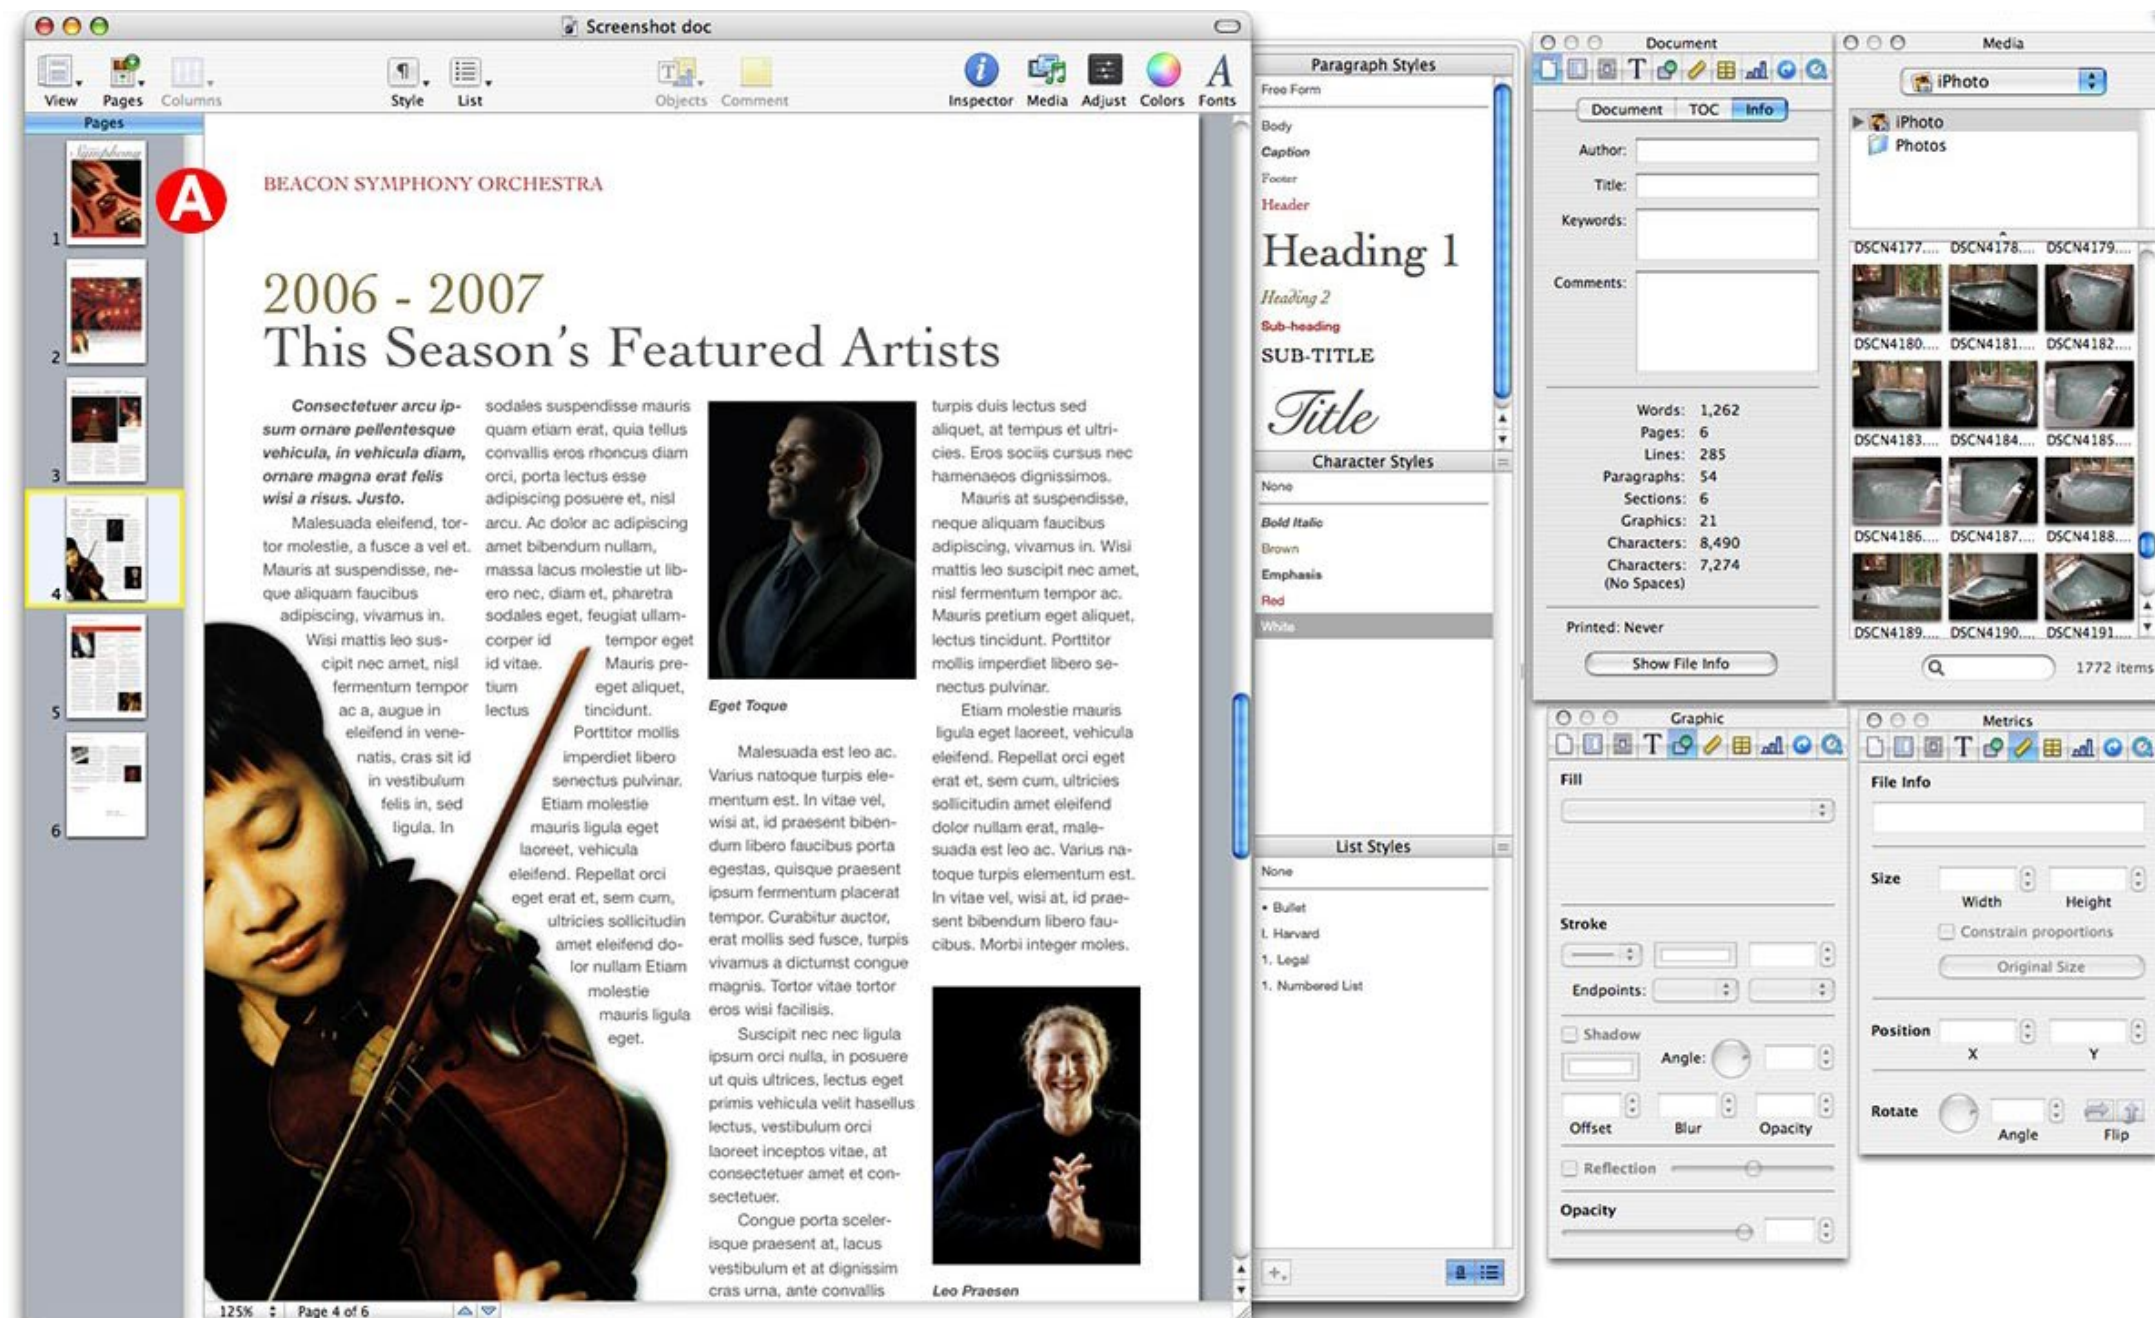 Screenshot doc
View
Pages
Columns
Style
List
Objects
Comment
Inspector
Media
Adjust
Colors
Fonts
Pages
Symphony
1
2
3
4
5
6
A
BEACON SYMPHONY ORCHESTRA
2006 - 2007
This Season's Featured Artists
Consectetuer arcu ip-
sum ornare pellentesque
vehicula, in vehicula diam,
ornare magna erat felis
wisi a risus. Justo.
Malesuada eleifend, tor-
tor molestie, a fusce a vel et.
Mauris at suspendisse, ne-
que aliquam faucibus
adipiscing, vivamus in.
Wisi mattis leo sus-
cipit nec amet, nisl
fermentum tempor
ac a, augue in
eleifend in vene-
natis, cras sit id
in vestibulum
felis in, sed
ligula. In
sodales suspendisse mauris
quam etiam erat, quia tellus
convallis eros rhoncus diam
orci, porta lectus esse
adipiscing posuere et, nisl
arcu. Ac dolor ac adipiscing
amet bibendum nullam,
massa lacus molestie ut lib-
ero nec, diam et, pharetra
sodales eget, feugiat ullam-
corper id tempor eget
id vitae. Mauris pre-
tium eget aliquet,
lectus tincidunt.
Porttitor mollis
imperdiet libero
senectus pulvinar.
Etiam molestie
mauris ligula eget
laoreet, vehicula
eleifend. Repellat orci
eget erat et, sem cum,
ultricies sollicitudin
amet eleifend do-
lor nullam Etiam
molestie
mauris ligula
eget.
Eget Toque
Malesuada est leo ac.
Varius natoque turpis ele-
mentum est. In vitae vel,
wisi at, id praesent biben-
dum libero faucibus porta
egestas, quisque praesent
ipsum fermentum placerat
tempor. Curabitur auctor,
erat mollis sed fusce, turpis
vivamus a dictumst congue
magnis. Tortor vitae tortor
eros wisi facilisis.
Suscipit nec nec ligula
ipsum orci nulla, in posuere
ut quis ultrices, lectus eget
primis vehicula velit hasellus
lectus, vestibulum orci
laoreet inceptos vitae, at
consectetuer amet et con-
sectetuer.
Congue porta sceler-
isque praesent at, lacus
vestibulum et at dignissim
cras urna, ante convallis
turpis duis lectus sed
aliquet, at tempus et ultri-
cies. Eros sociis cursus nec
hamenaeos dignissimos.
Mauris at suspendisse,
neque aliquam faucibus
adipiscing, vivamus in. Wisi
mattis leo suscipit nec amet,
nisl fermentum tempor ac.
Mauris pretium eget aliquet,
lectus tincidunt. Porttitor
mollis imperdiet libero se-
nectus pulvinar.
Etiam molestie mauris
ligula eget laoreet, vehicula
eleifend. Repellat orci eget
erat et, sem cum, ultricies
sollicitudin amet eleifend
dolor nullam erat, male-
suada est leo ac. Varius na-
toque turpis elementum est.
In vitae vel, wisi at, id prae-
sent bibendum libero fau-
cibus. Morbi integer moles.
Leo Praesen
125%
Page 4 of 6
Paragraph Styles
Free Form
Body
Caption
Footer
Header
Heading 1
Heading 2
Sub-heading
SUB-TITLE
Title
Character Styles
None
Bold Italic
Brown
Emphasis
Red
White
List Styles
None
• Bullet
I. Harvard
1. Legal
1. Numbered List
a
Document
Document
TOC
Info
Author:
Title:
Keywords:
Comments:
Words: 1,262
Pages: 6
Lines: 285
Paragraphs: 54
Sections: 6
Graphics: 21
Characters: 8,490
Characters: 7,274
(No Spaces)
Printed: Never
Show File Info
Media
iPhoto
iPhoto
Photos
DSCN4177.... DSCN4178.... DSCN4179....
DSCN4180.... DSCN4181.... DSCN4182....
DSCN4183.... DSCN4184.... DSCN4185....
DSCN4186.... DSCN4187.... DSCN4188....
DSCN4189.... DSCN4190.... DSCN4191....
1772 items
Graphic
Fill
Stroke
Endpoints:
Shadow
Angle:
Offset
Blur
Opacity
Reflection
Opacity
Metrics
File Info
Size
Width
Height
Constrain proportions
Original Size
Position
X
Y
Rotate
Angle
Flip